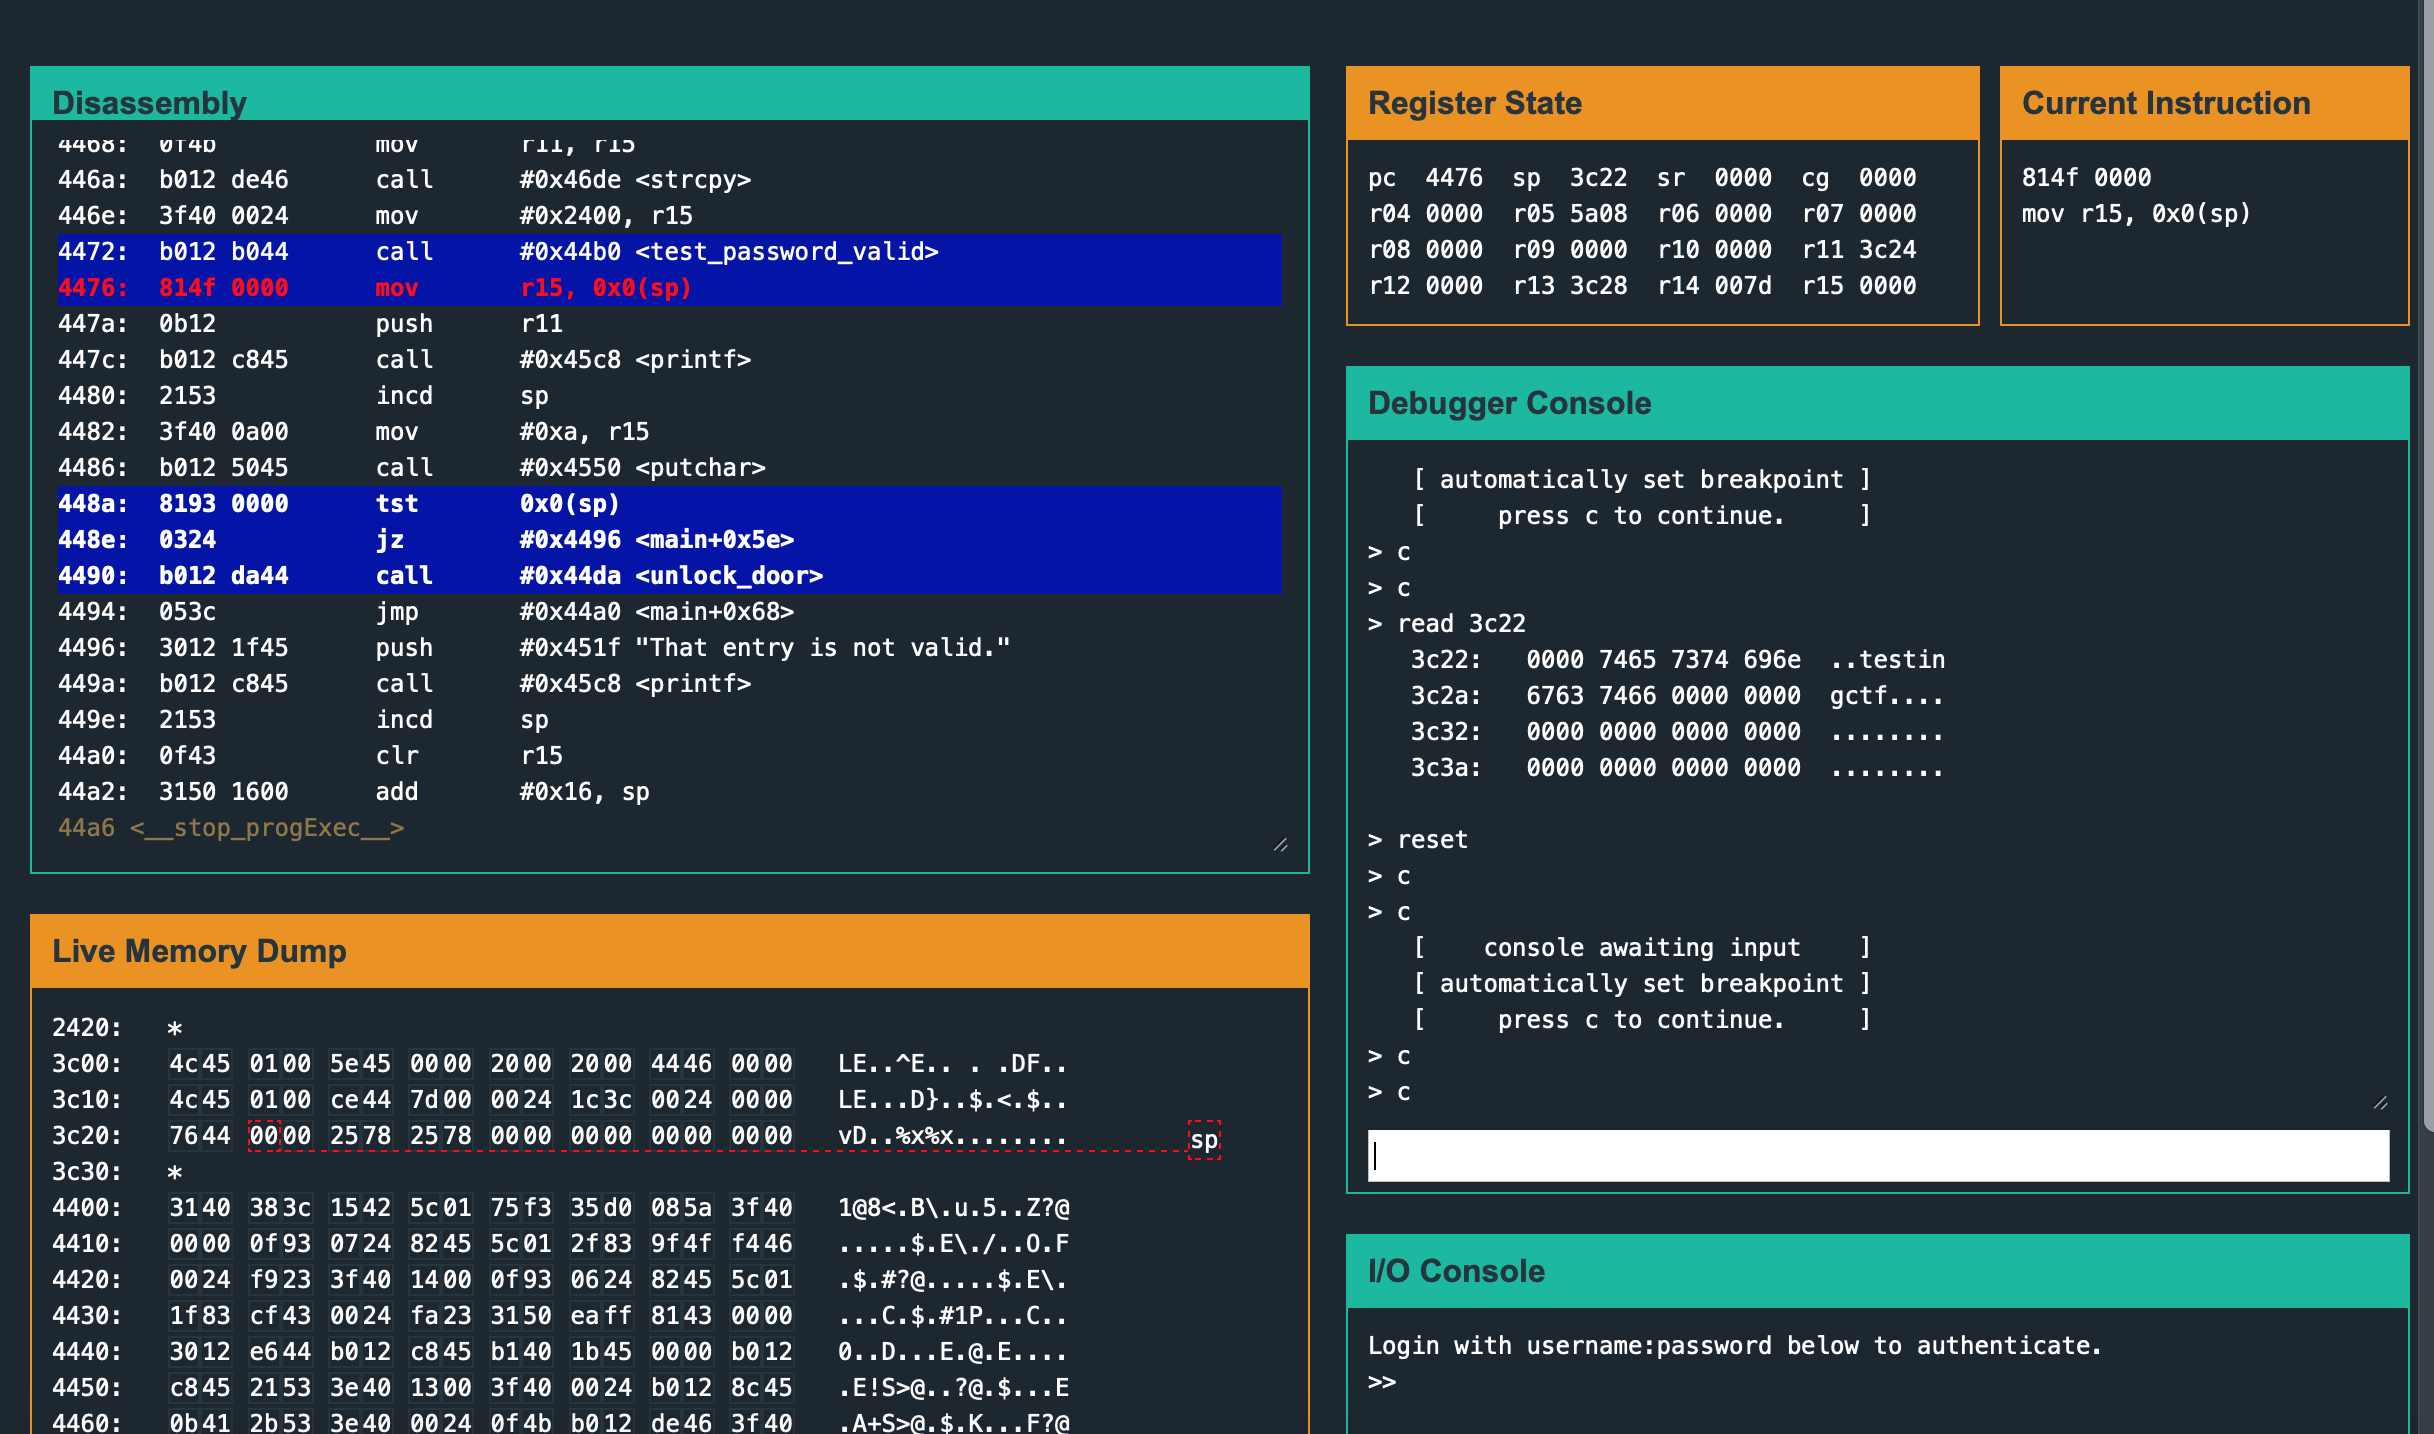 Disassembly
4468: 0f4b mov r11, r15
446a: b012 de46 call #0x46de <strcpy>
446e: 3f40 0024 mov #0x2400, r15
4472: b012 b044 call #0x44b0 <test_password_valid>
4476: 814f 0000 mov r15, 0x0(sp)
447a: 0b12 push r11
447c: b012 c845 call #0x45c8 <printf>
4480: 2153 incd sp
4482: 3f40 0a00 mov #0xa, r15
4486: b012 5045 call #0x4550 <putchar>
448a: 8193 0000 tst 0x0(sp)
448e: 0324 jz #0x4496 <main+0x5e>
4490: b012 da44 call #0x44da <unlock_door>
4494: 053c jmp #0x44a0 <main+0x68>
4496: 3012 1f45 push #0x451f "That entry is not valid."
449a: b012 c845 call #0x45c8 <printf>
449e: 2153 incd sp
44a0: 0f43 clr r15
44a2: 3150 1600 add #0x16, sp
44a6 <__stop_progExec__>
Live Memory Dump
2420: *
3c00: 4c45 0100 5e45 0000 2000 2000 4446 0000 LE..^E.. . .DF..
3c10: 4c45 0100 ce44 7d00 0024 1c3c 0024 0000 LE...D}..$.<.$..
3c20: 7644 0000 2578 2578 0000 0000 0000 0000 vD..%x%x........ sp
3c30: *
4400: 3140 383c 1542 5c01 75f3 35d0 085a 3f40 1@8<.B\.u.5..Z?@
4410: 0000 0f93 0724 8245 5c01 2f83 9f4f f446 .....$.E\./..O.F
4420: 0024 f923 3f40 1400 0f93 0624 8245 5c01 .$.#?@.....$.E\.
4430: 1f83 cf43 0024 fa23 3150 eaff 8143 0000 ...C.$.#1P...C..
4440: 3012 e644 b012 c845 b140 1b45 0000 b012 0..D...E.@.E....
4450: c845 2153 3e40 1300 3f40 0024 b012 8c45 .E!S>@..?@.$...E
4460: 0b41 2b53 3e40 0024 0f4b b012 de46 3f40 .A+S>@.$.K...F?@
Register State
pc 4476 sp 3c22 sr 0000 cg 0000
r04 0000 r05 5a08 r06 0000 r07 0000
r08 0000 r09 0000 r10 0000 r11 3c24
r12 0000 r13 3c28 r14 007d r15 0000
Current Instruction
814f 0000
mov r15, 0x0(sp)
Debugger Console
[ automatically set breakpoint ]
[ press c to continue. ]
> c
> c
> read 3c22
3c22: 0000 7465 7374 696e ..testin
3c2a: 6763 7466 0000 0000 gctf....
3c32: 0000 0000 0000 0000 ........
3c3a: 0000 0000 0000 0000 ........
> reset
> c
> c
[ console awaiting input ]
[ automatically set breakpoint ]
[ press c to continue. ]
> c
> c
I/O Console
Login with username:password below to authenticate.
>>